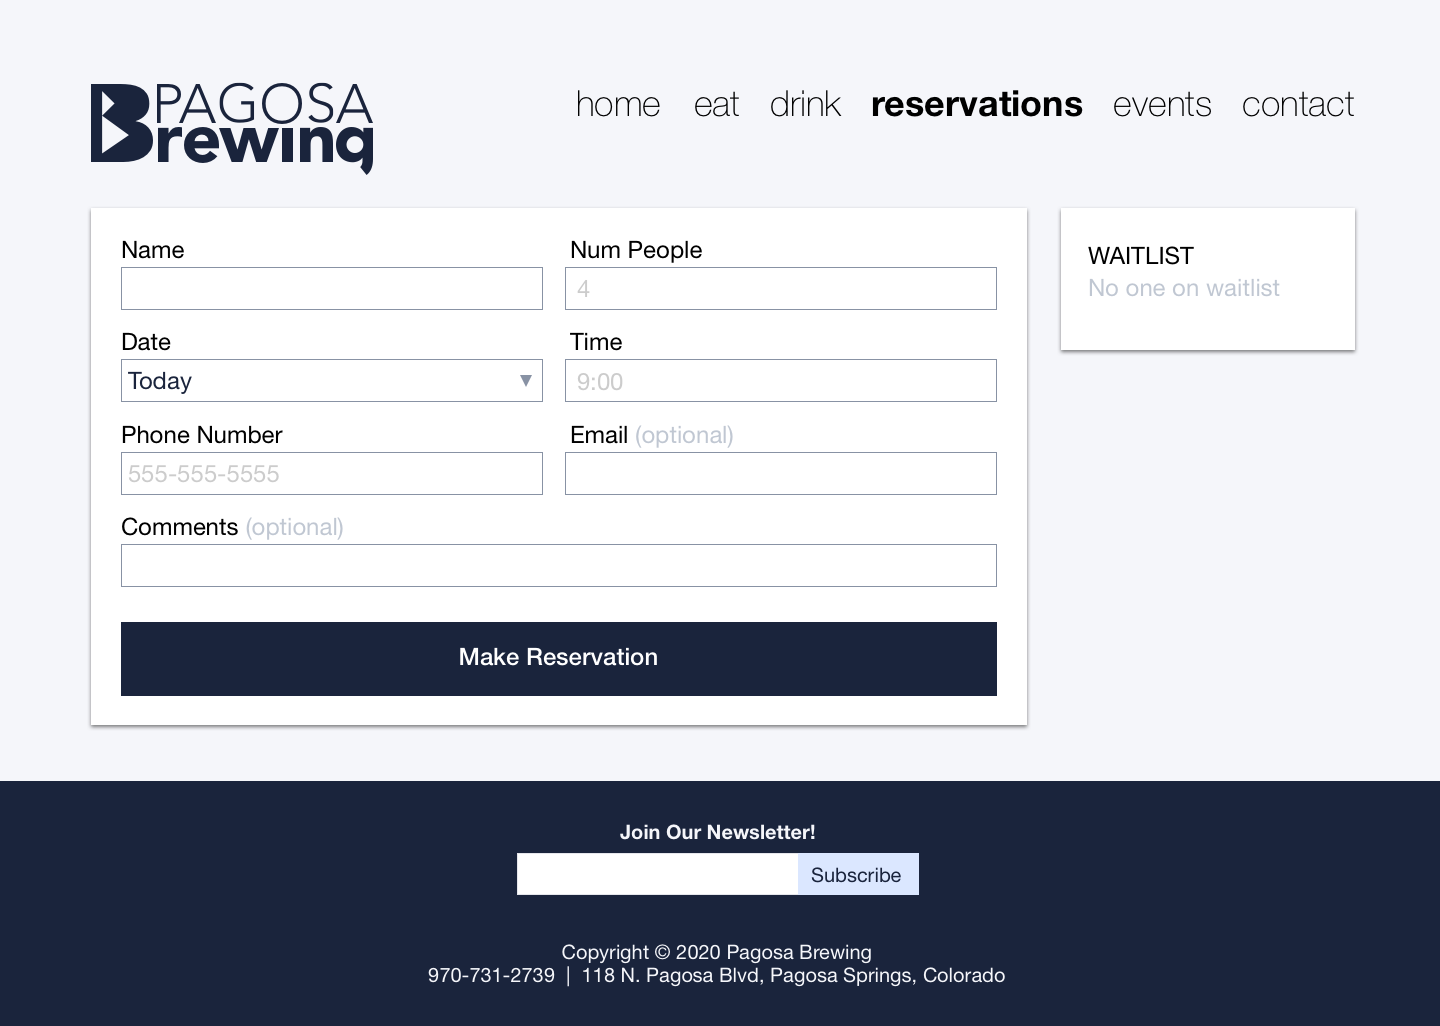 PAGOSA
Brewing
home eat drink reservations events contact
Name
Num People
4
Date
Today
Time
9:00
Phone Number
555-555-5555
Email (optional)
Comments (optional)
Make Reservation
WAITLIST
No one on waitlist
Join Our Newsletter!
Subscribe
Copyright © 2020 Pagosa Brewing
970-731-2739 | 118 N. Pagosa Blvd, Pagosa Springs, Colorado